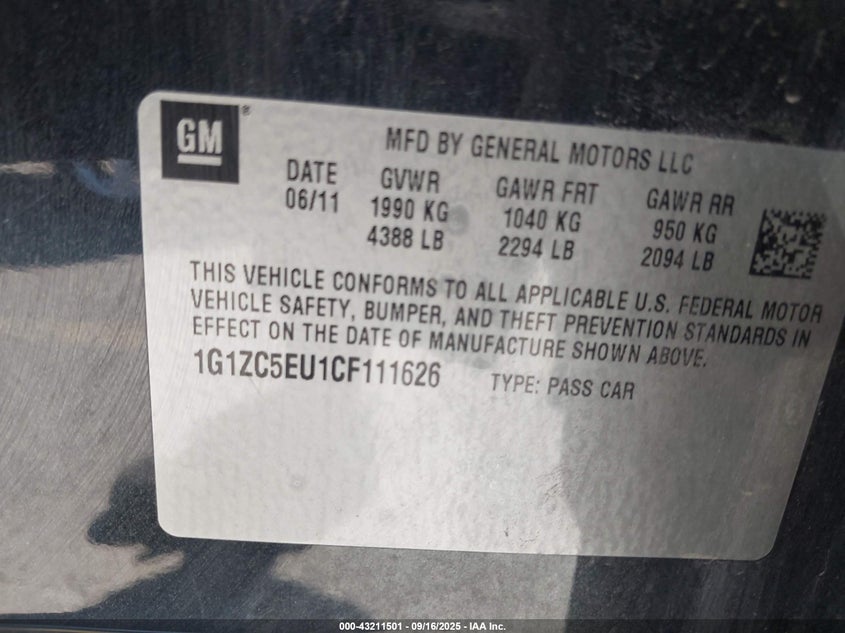 GM ®
MFD BY GENERAL MOTORS LLC
DATE GVWR GAWR FRT GAWR RR
06/11 1990 KG 1040 KG 950 KG
4388 LB 2294 LB 2094 LB
THIS VEHICLE CONFORMS TO ALL APPLICABLE U.S. FEDERAL MOTOR
VEHICLE SAFETY, BUMPER, AND THEFT PREVENTION STANDARDS IN
EFFECT ON THE DATE OF MANUFACTURE SHOWN ABOVE.
1G1ZC5EU1CF111626 TYPE: PASS CAR
000-43211501 - 09/16/2025 - IAA Inc.